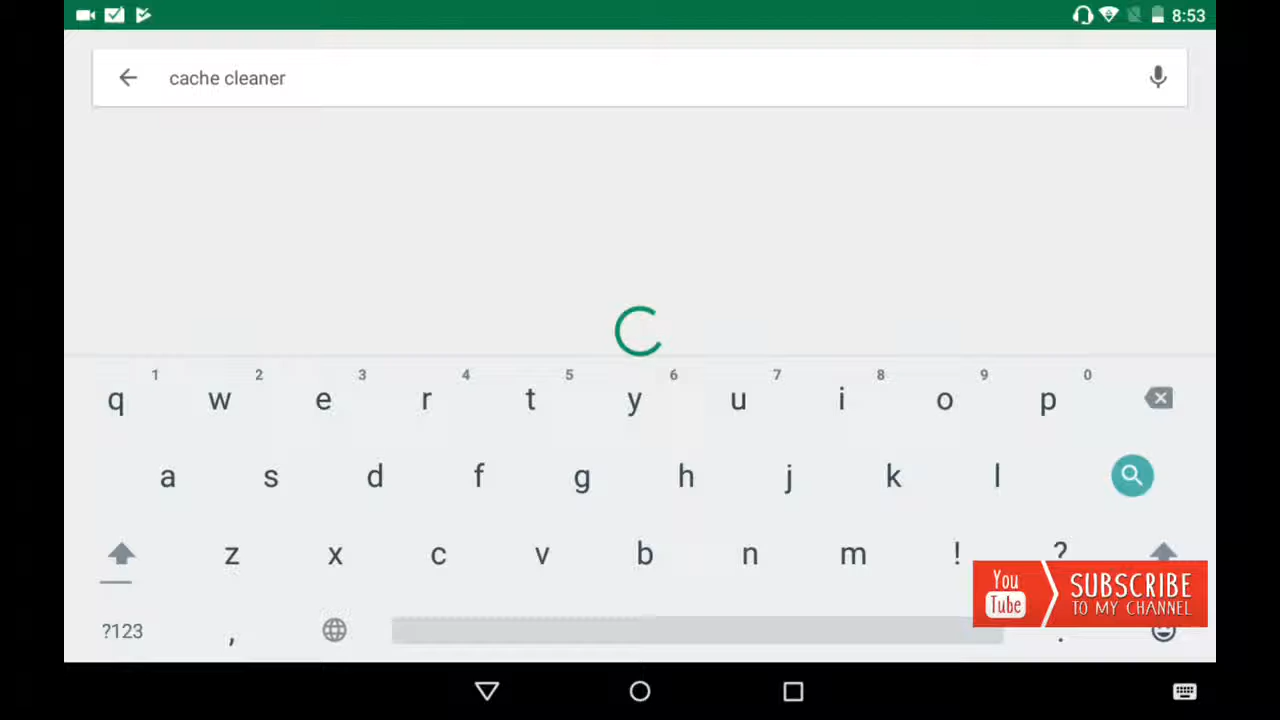 8:53
cache cleaner
1 2 3 4 5 6 7 8 9 0
q w e r t y u i o p
a s d f g h j k l
z x c v b n m ! ?
You Tube SUBSCRIBE
TO MY CHANNEL
?123 , .